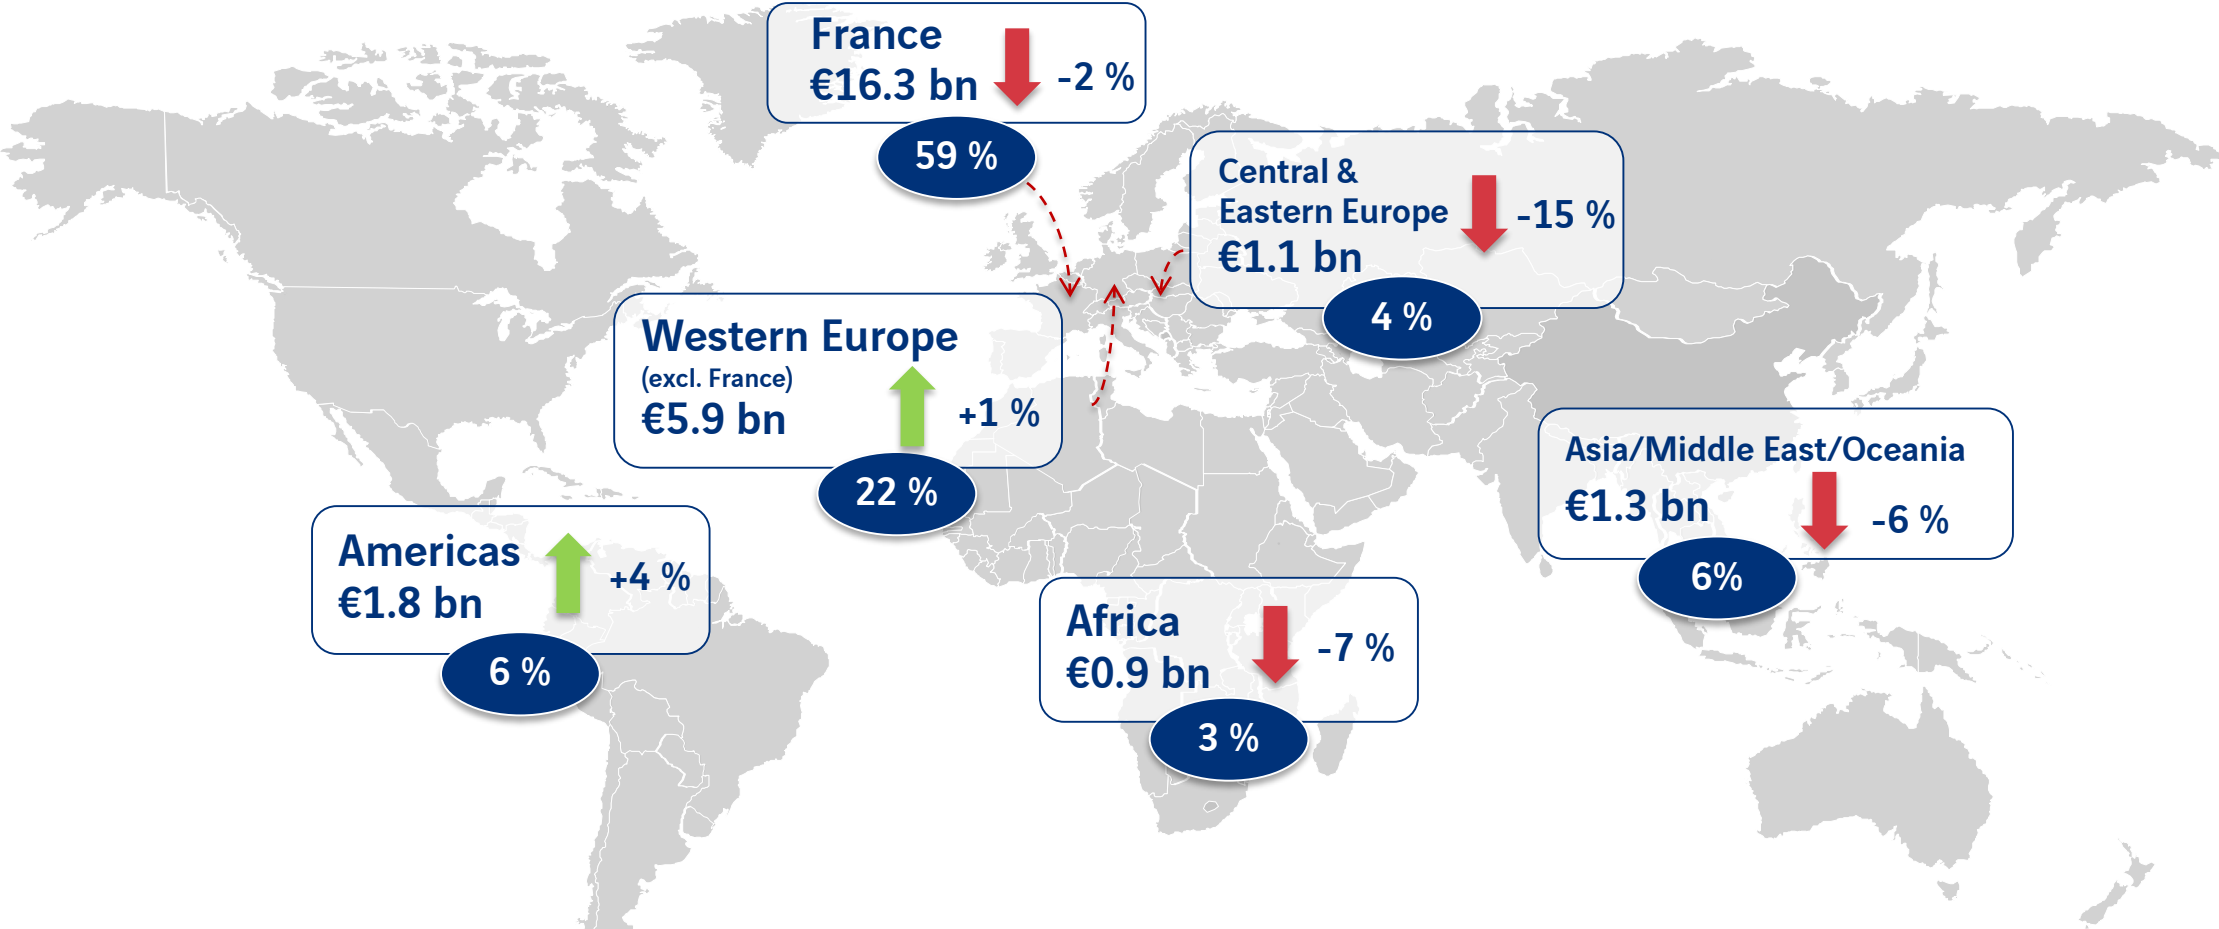 France
€16.3 bn
-2 %
59 %
Central &
Eastern Europe
€1.1 bn
-15 %
4 %
Western Europe
(excl. France)
€5.9 bn
+1 %
22 %
Asia/Middle East/Oceania
€1.3 bn
-6 %
6%
Americas
€1.8 bn
+4 %
6 %
Africa
€0.9 bn
-7 %
3 %